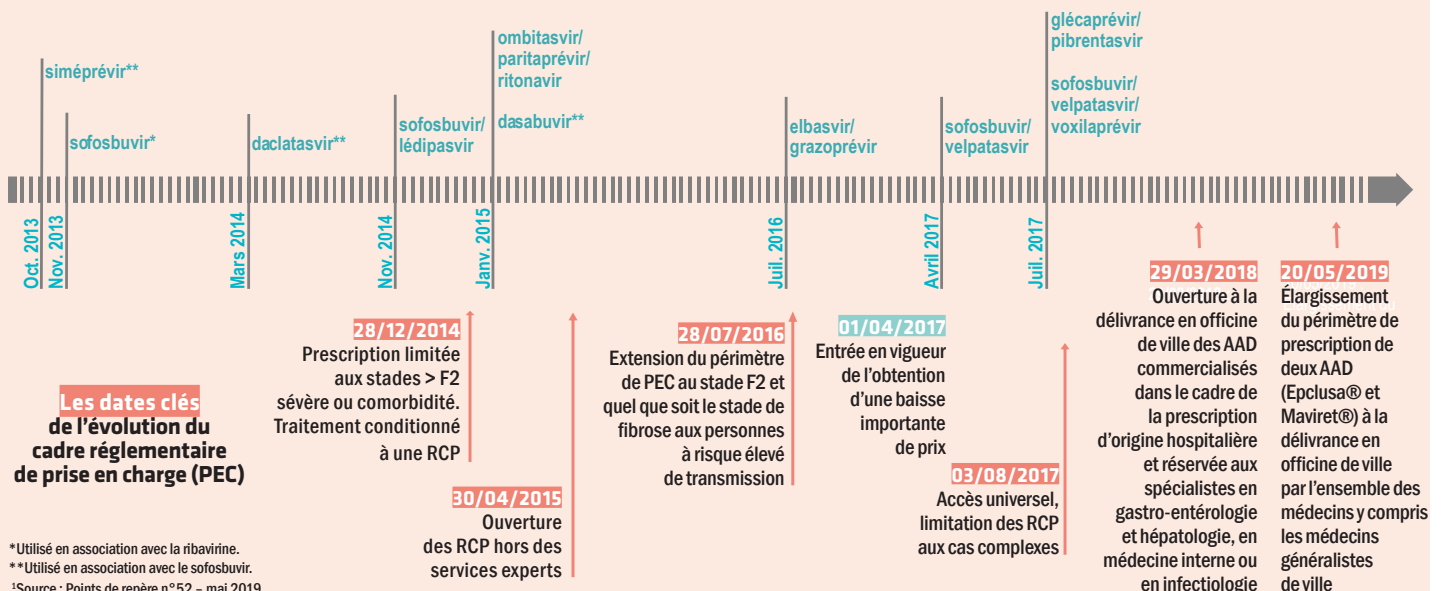 siméprévir**
sofosbuvir*
daclatasvir**
sofosbuvir/
lédipasvir
ombitasvir/
paritaprévir/
ritonavir
dasabuvir**
elbasvir/
grazoprévir
sofosbuvir/
velpatasvir
glécaprévir/
pibrentasvir
sofosbuvir/
velpatasvir/
voxilaprévir
Oct. 2013
Nov. 2013
Mars 2014
Nov. 2014
Janv. 2015
Juil. 2016
Avril 2017
Juil. 2017
Les dates clés
de l’évolution du
cadre réglementaire
de prise en charge (PEC)
28/12/2014
Prescription limitée
aux stades > F2
sévère ou comorbidité.
Traitement conditionné
à une RCP
30/04/2015
Ouverture
des RCP hors des
services experts
28/07/2016
Extension du périmètre
de PEC au stade F2 et
quel que soit le stade de
fibrose aux personnes
à risque élevé
de transmission
01/04/2017
Entrée en vigueur
de l’obtention
d’une baisse
importante
de prix
03/08/2017
Accès universel,
limitation des RCP
aux cas complexes
29/03/2018
Ouverture à la
délivrance en officine
de ville des AAD
commercialisés
dans le cadre de
la prescription
d’origine hospitalière
et réservée aux
spécialistes en
gastro-entérologie
et hépatologie, en
médecine interne ou
en infectiologie
20/05/2019
Élargissement
du périmètre de
prescription de
deux AAD
(Epclusa® et
Maviret®) à la
délivrance en
officine de ville
par l’ensemble des
médecins y compris
les médecins
généralistes
de ville
*Utilisé en association avec la ribavirine.
**Utilisé en association avec le sofosbuvir.
¹Source : Points de repère n°52 – mai 2019